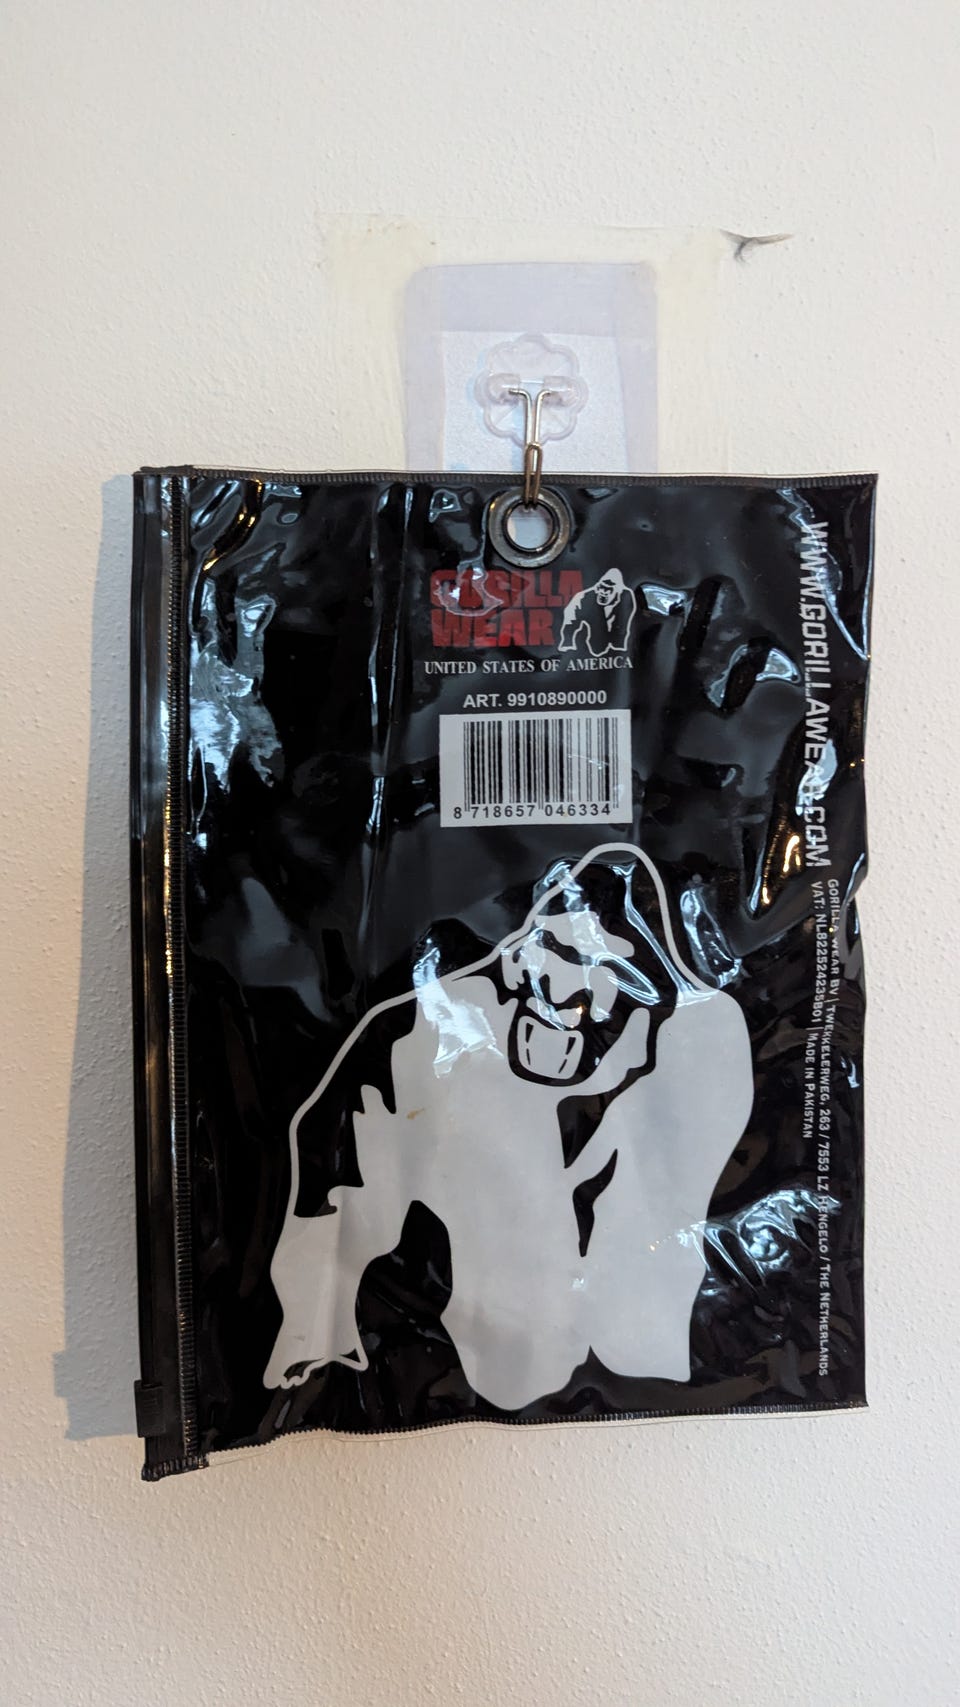 GORILLA
WEAR
UNITED STATES OF AMERICA
ART. 9910890000
8 718657 046334
WWW.GORILLAWEAR.COM
GORILLA WEAR BV | TWEKKELERWEG, 263 / 7553 LZ HENGELO / THE NETHERLANDS
VAT: NL822524235B01 | MADE IN PAKISTAN